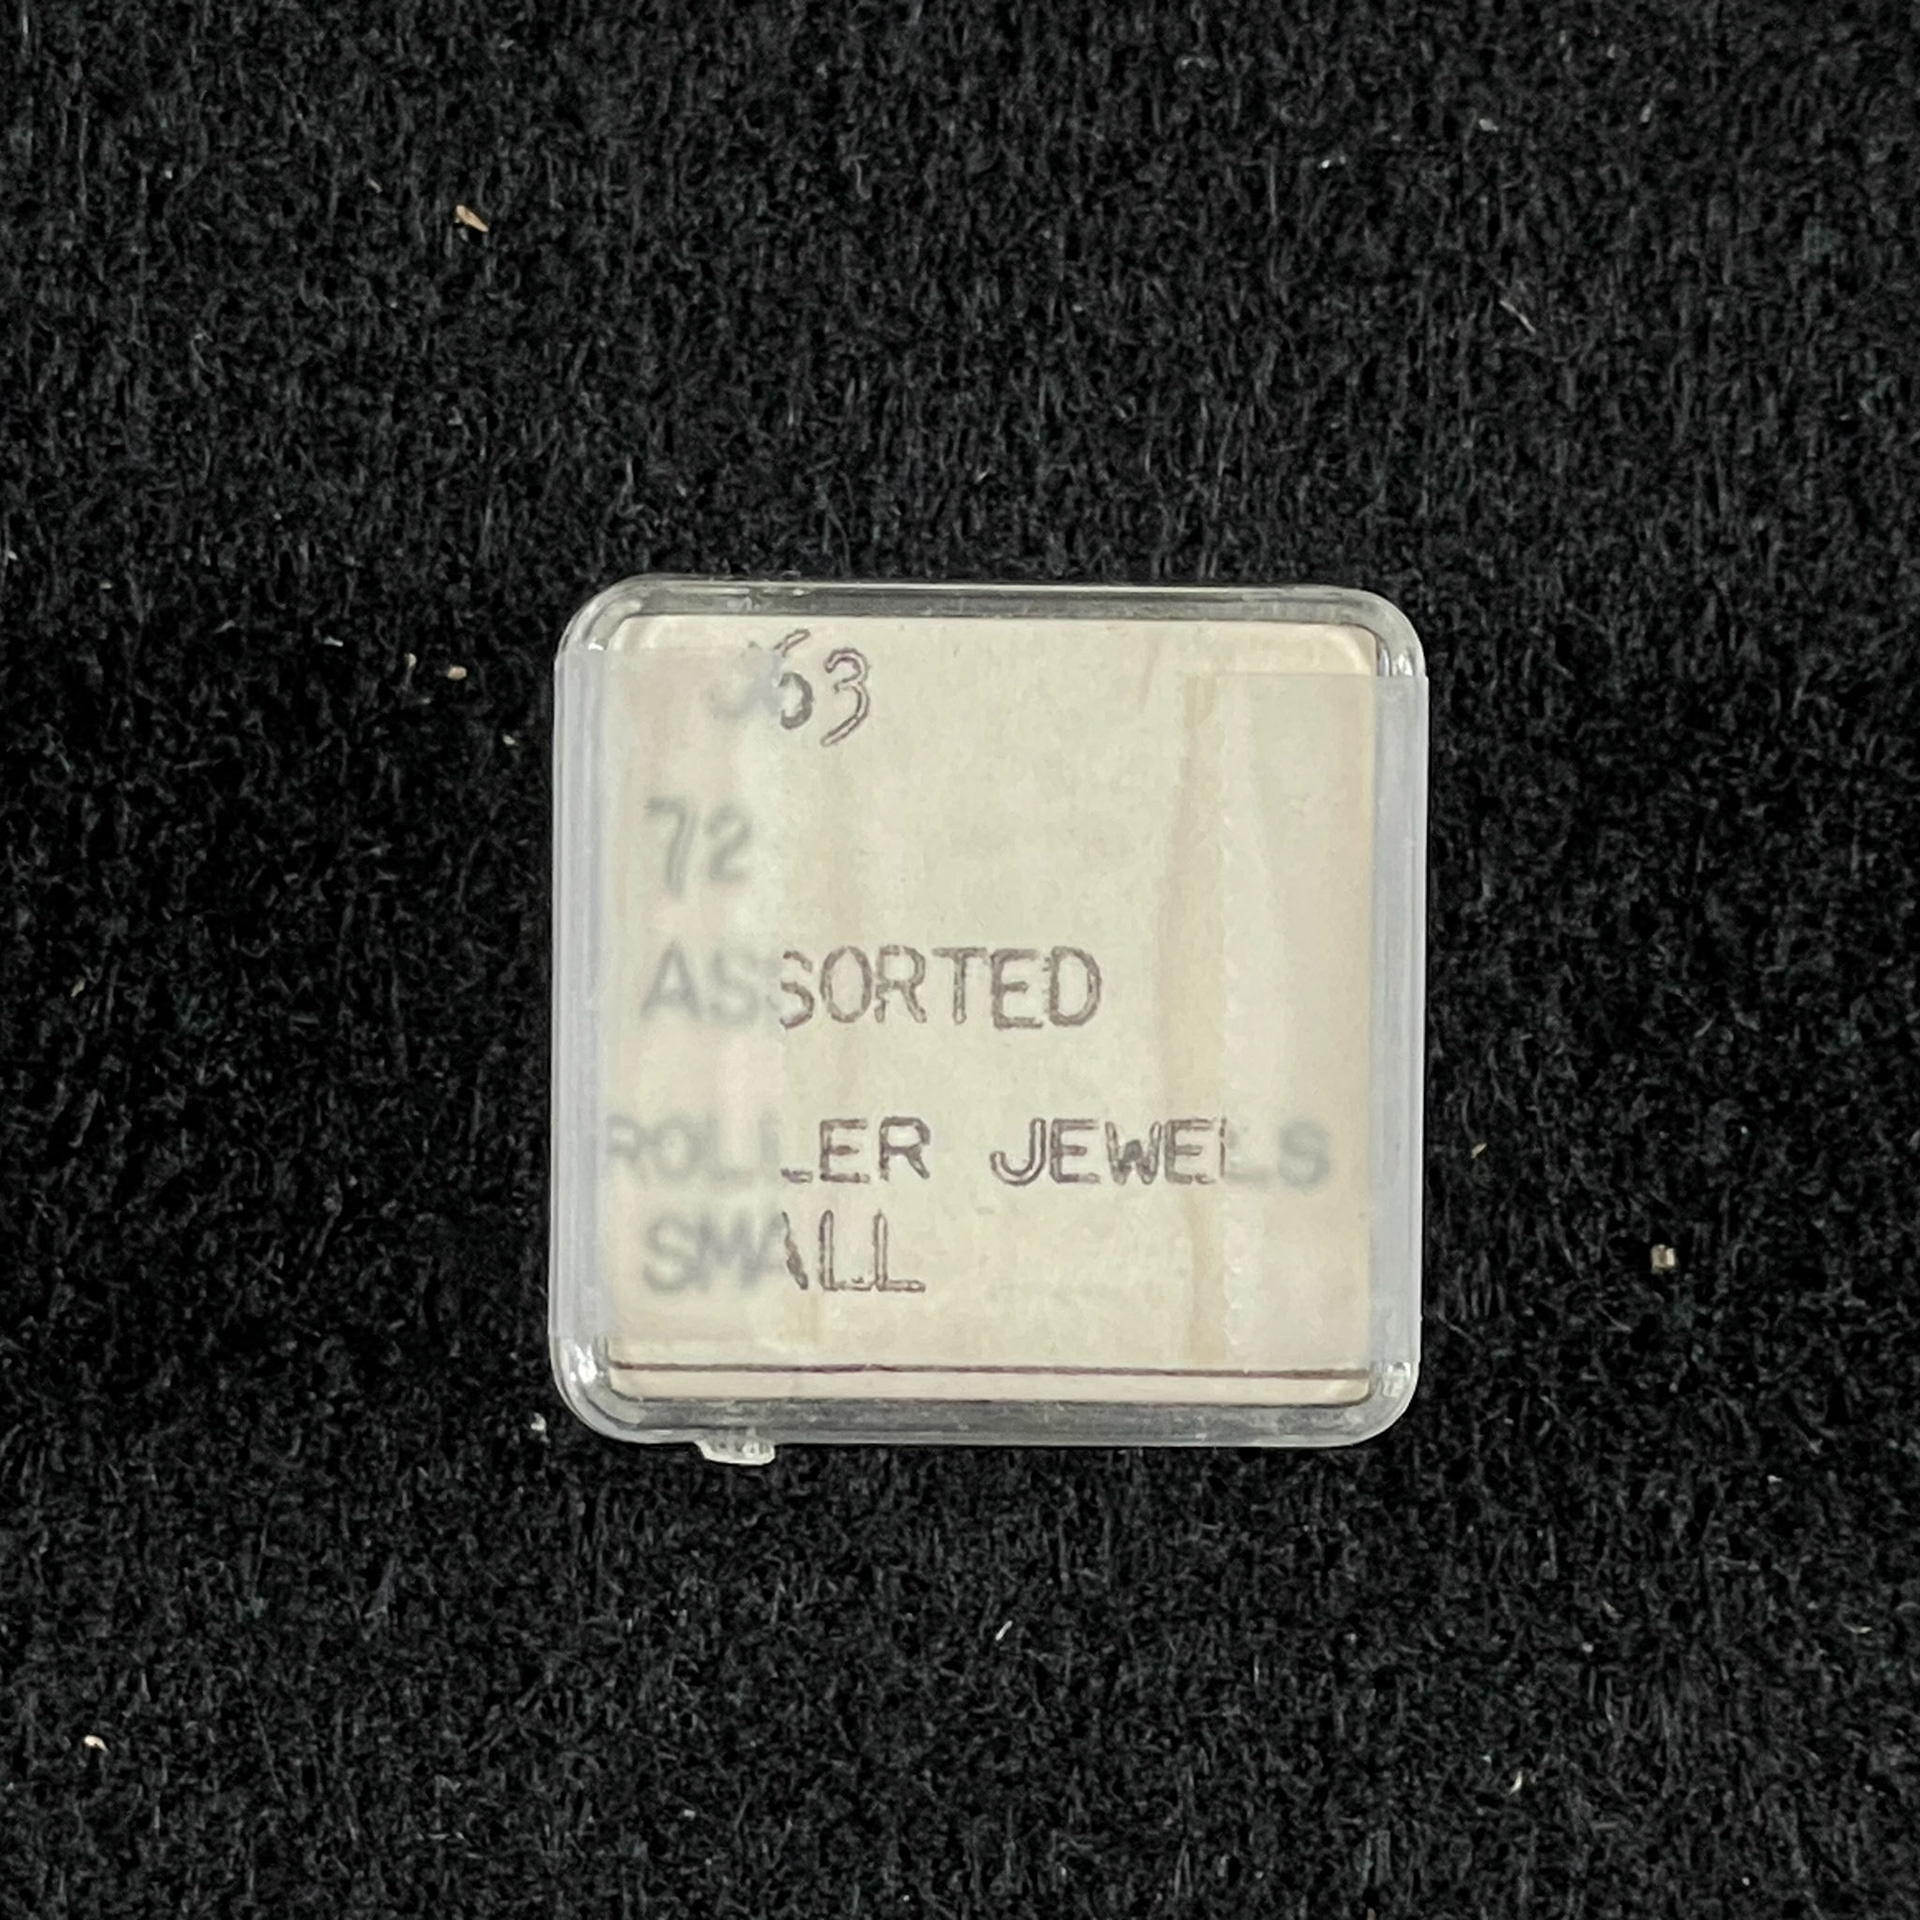 72
ASSORTED
ROLLER JEWELS
SMALL